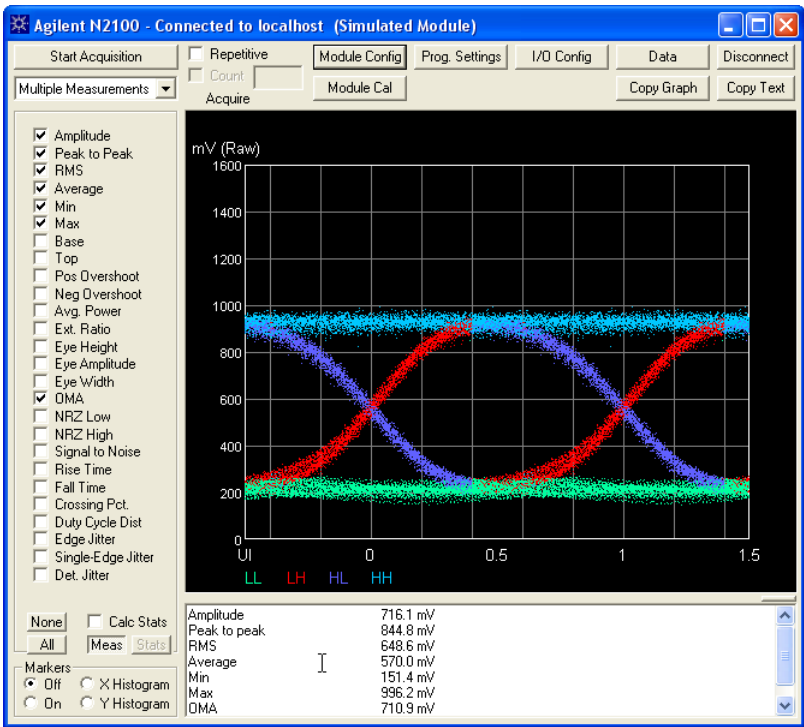 Agilent N2100 - Connected to localhost (Simulated Module)
Start Acquisition
Repetitive
Module Config
Prog. Settings
I/O Config
Data
Disconnect
Multiple Measurements
Count
Acquire
Module Cal
Copy Graph
Copy Text
Amplitude
Peak to Peak
RMS
Average
Min
Max
Base
Top
Pos Overshoot
Neg Overshoot
Avg. Power
Ext. Ratio
Eye Height
Eye Amplitude
Eye Width
OMA
NRZ Low
NRZ High
Signal to Noise
Rise Time
Fall Time
Crossing Pct.
Duty Cycle Dist
Edge Jitter
Single-Edge Jitter
Det. Jitter
None
Calc Stats
All
Meas
Stats
Markers
Off
X Histogram
On
Y Histogram
mV (Raw)
1600
1400
1200
1000
800
600
400
200
0
UI 0 0.5 1 1.5
LL LH HL HH
Amplitude 716.1 mV
Peak to peak 844.8 mV
RMS 648.6 mV
Average 570.0 mV
Min 151.4 mV
Max 996.2 mV
OMA 710.9 mV